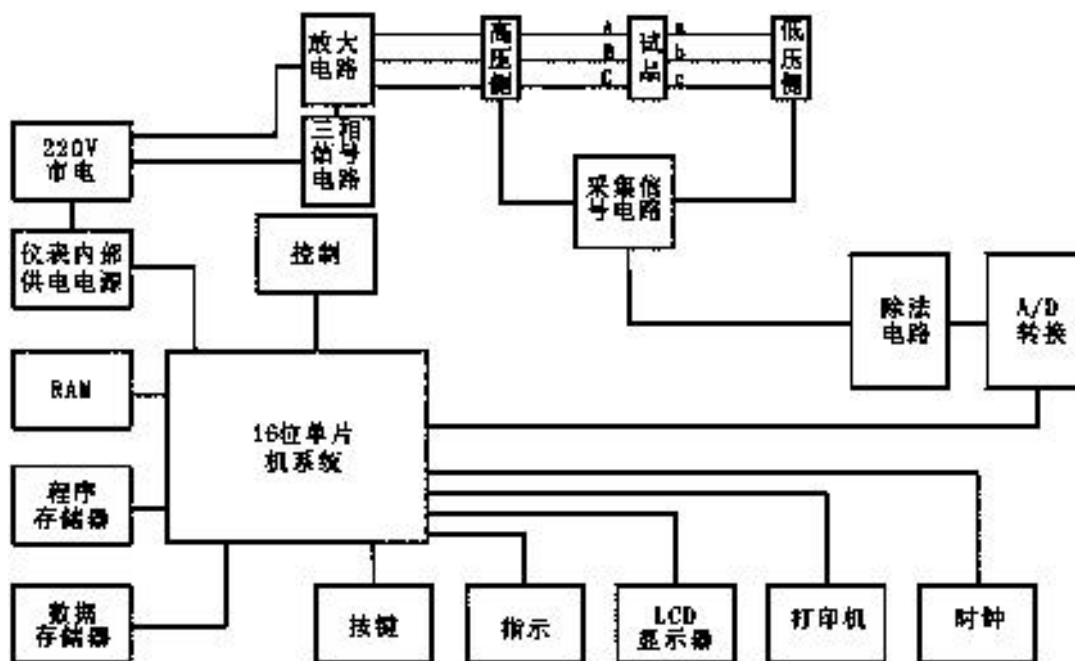 放大
电路
高
压
侧
A
B
C
试
品
a
b
c
低
压
侧
220V
市电
三相
信号
电路
采集信
号电路
仪表内部
供电电源
控制
除法
电路
A/D
转换
RAM
16位单片
机系统
程序
存储器
数据
存储器
按键
指示
LCD
显示器
打印机
时钟